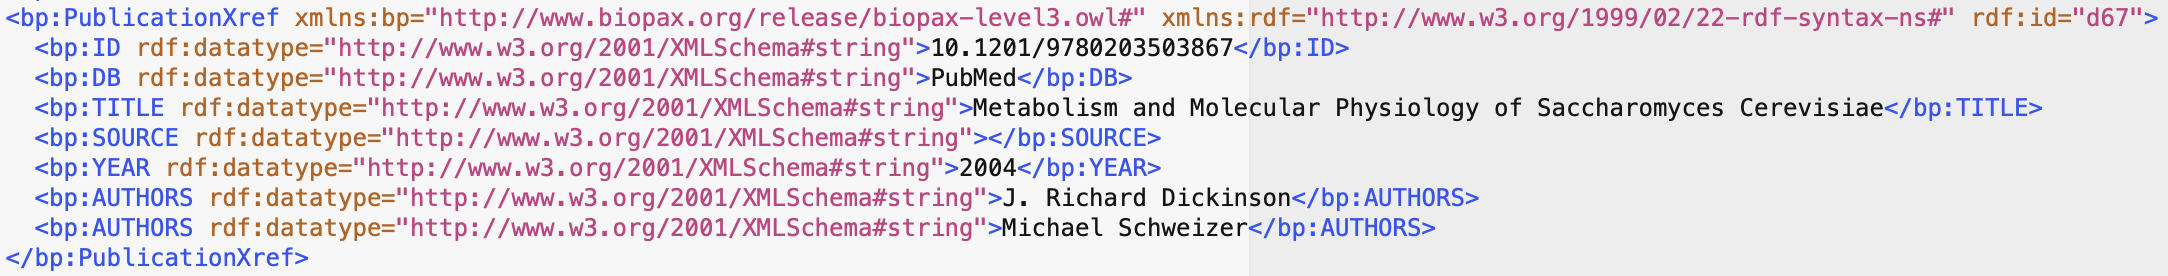 <bp:PublicationXref xmlns:bp="http://www.biopax.org/release/biopax-level3.owl#" xmlns:rdf="http://www.w3.org/1999/02/22-rdf-syntax-ns#" rdf:id="d67">
  <bp:ID rdf:datatype="http://www.w3.org/2001/XMLSchema#string">10.1201/9780203503867</bp:ID>
  <bp:DB rdf:datatype="http://www.w3.org/2001/XMLSchema#string">PubMed</bp:DB>
  <bp:TITLE rdf:datatype="http://www.w3.org/2001/XMLSchema#string">Metabolism and Molecular Physiology of Saccharomyces Cerevisiae</bp:TITLE>
  <bp:SOURCE rdf:datatype="http://www.w3.org/2001/XMLSchema#string"></bp:SOURCE>
  <bp:YEAR rdf:datatype="http://www.w3.org/2001/XMLSchema#string">2004</bp:YEAR>
  <bp:AUTHORS rdf:datatype="http://www.w3.org/2001/XMLSchema#string">J. Richard Dickinson</bp:AUTHORS>
  <bp:AUTHORS rdf:datatype="http://www.w3.org/2001/XMLSchema#string">Michael Schweizer</bp:AUTHORS>
</bp:PublicationXref>